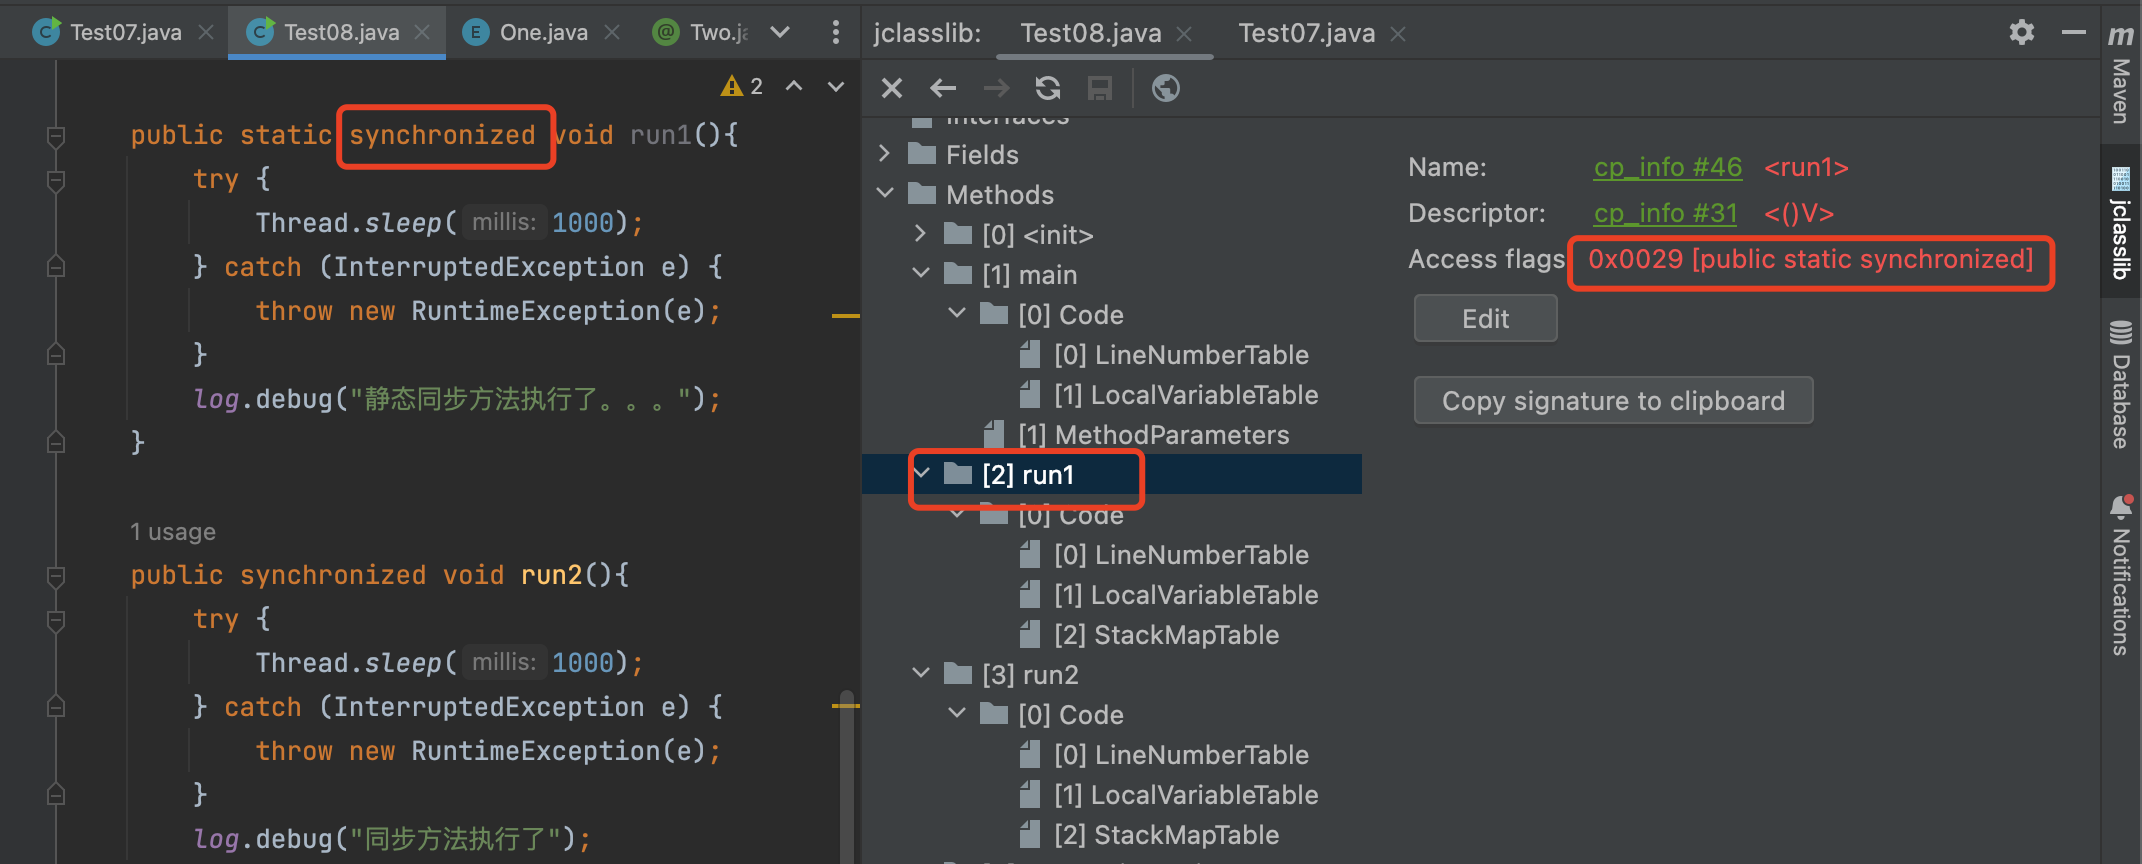 Test07.java
Test08.java
One.java
Two.ja
2
public static synchronized void run1(){
try {
Thread.sleep( millis: 1000);
} catch (InterruptedException e) {
throw new RuntimeException(e);
}
log.debug("静态同步方法执行了。。。");
}
1 usage
public synchronized void run2(){
try {
Thread.sleep( millis: 1000);
} catch (InterruptedException e) {
throw new RuntimeException(e);
}
log.debug("同步方法执行了");
jclasslib:
Test08.java
Test07.java
Interfaces
Fields
Methods
[0] <init>
[1] main
[0] Code
[0] LineNumberTable
[1] LocalVariableTable
[1] MethodParameters
[2] run1
[0] Code
[0] LineNumberTable
[1] LocalVariableTable
[2] StackMapTable
[3] run2
[0] Code
[0] LineNumberTable
[1] LocalVariableTable
[2] StackMapTable
Name: cp_info #46 <run1>
Descriptor: cp_info #31 <()V>
Access flags 0x0029 [public static synchronized]
Edit
Copy signature to clipboard
m
Maven
jclasslib
Database
Notifications